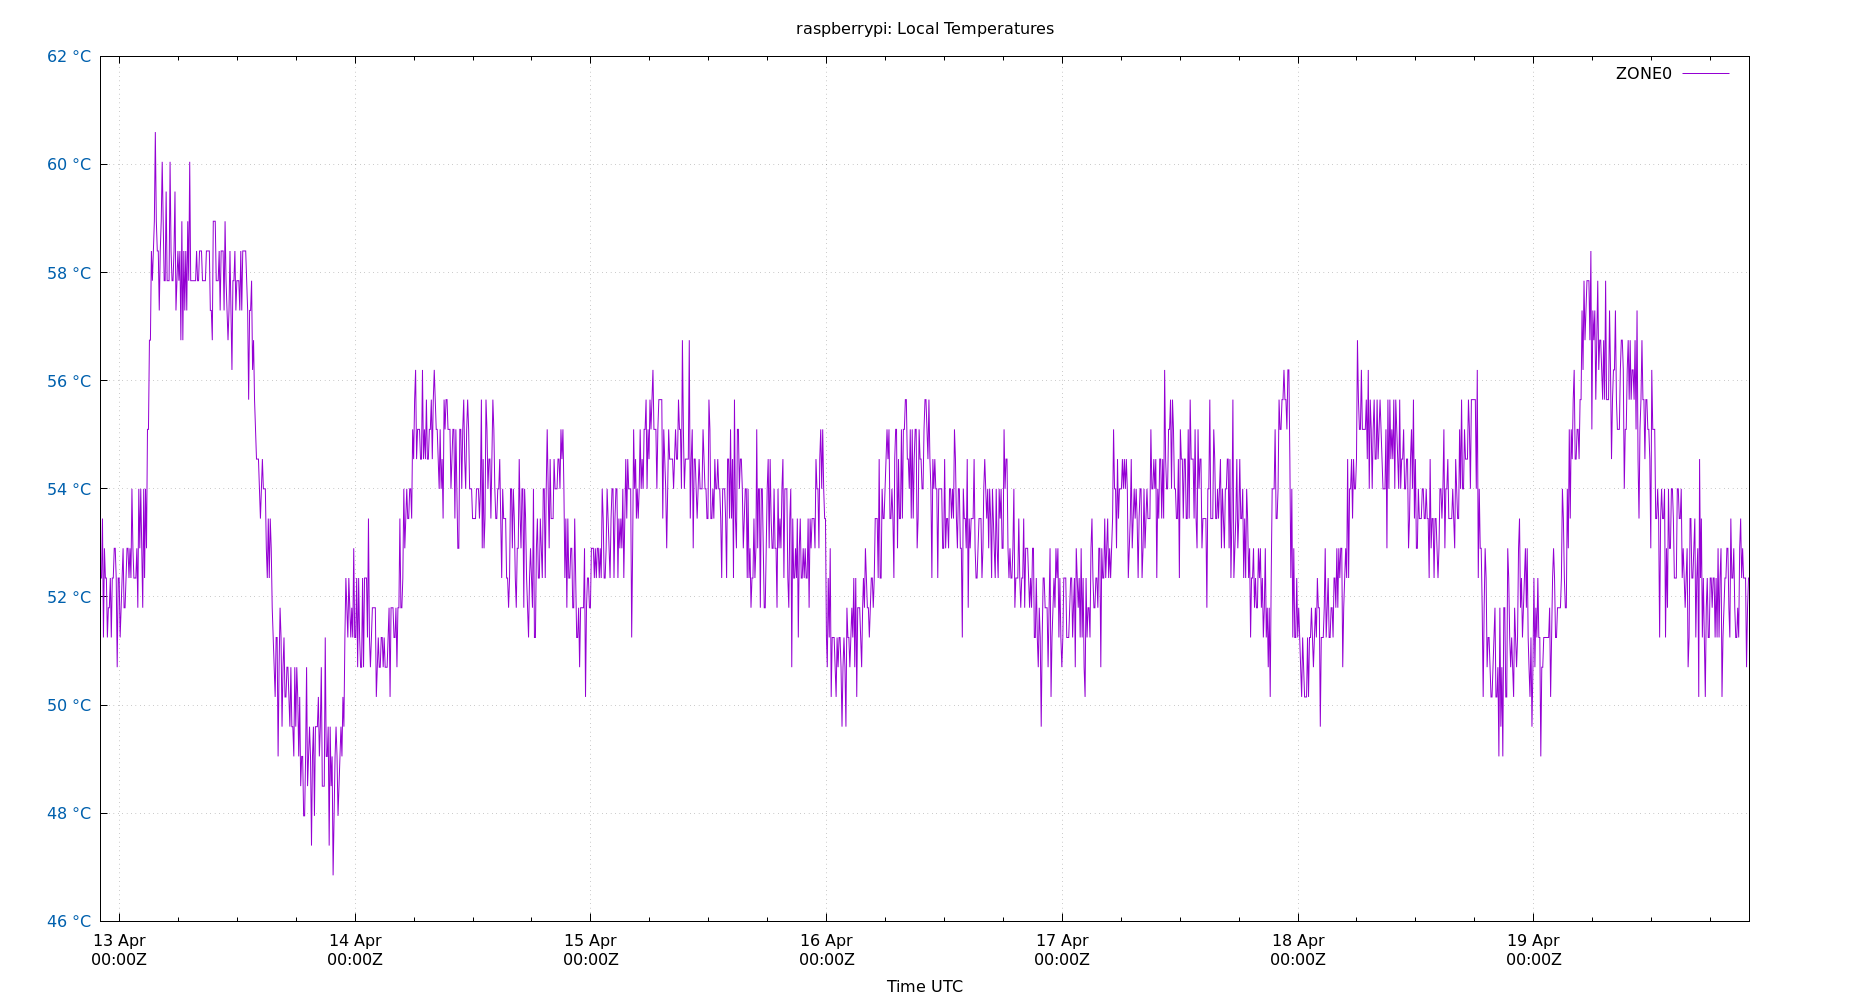 raspberrypi: Local Temperatures
62 °C
ZONE0
60 °C
58 °C
56 °C
54 °C
52 °C
50 °C
48 °C
46 °C
13 Apr 14 Apr 15 Apr 16 Apr 17 Apr 18 Apr 19 Apr
00:00Z 00:00Z 00:00Z 00:00Z 00:00Z 00:00Z 00:00Z
Time UTC